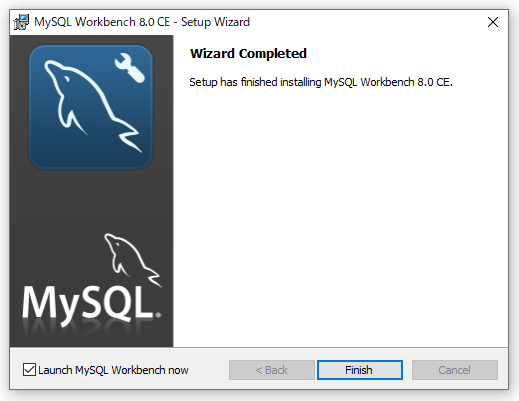 MySQL Workbench 8.0 CE - Setup Wizard
Wizard Completed
Setup has finished installing MySQL Workbench 8.0 CE.
MySQL®
Launch MySQL Workbench now
< Back
Finish
Cancel